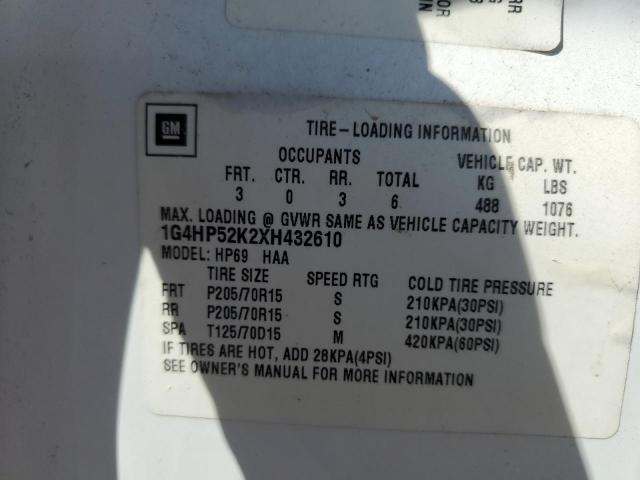 OR
RR
IN
GM
TIRE-LOADING INFORMATION
OCCUPANTS VEHICLE CAP. WT.
FRT. CTR. RR. TOTAL KG LBS
3 0 3 6 488 1076
MAX. LOADING @ GVWR SAME AS VEHICLE CAPACITY WEIGHT.
1G4HP52K2XH432610
MODEL: HP69 HAA
TIRE SIZE SPEED RTG COLD TIRE PRESSURE
FRT P205/70R15 S 210KPA(30PSI)
RR P205/70R15 S 210KPA(30PSI)
SPA T125/70D15 M 420KPA(60PSI)
IF TIRES ARE HOT, ADD 28KPA(4PSI)
SEE OWNER'S MANUAL FOR MORE INFORMATION